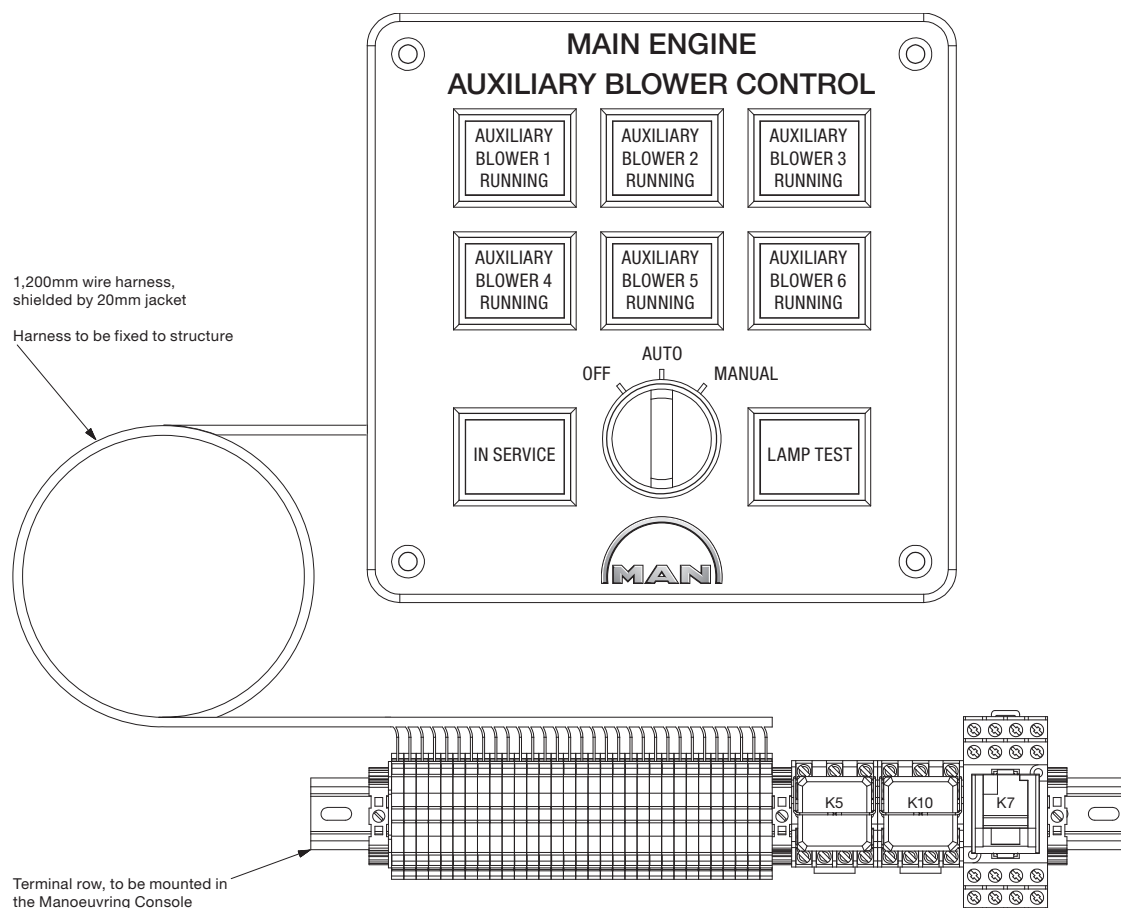 MAIN ENGINE
AUXILIARY BLOWER CONTROL
AUXILIARY
BLOWER 1
RUNNING
AUXILIARY
BLOWER 2
RUNNING
AUXILIARY
BLOWER 3
RUNNING
AUXILIARY
BLOWER 4
RUNNING
AUXILIARY
BLOWER 5
RUNNING
AUXILIARY
BLOWER 6
RUNNING
1,200mm wire harness,
shielded by 20mm jacket
Harness to be fixed to structure
OFF
AUTO
MANUAL
IN SERVICE
LAMP TEST
MAN
K5
K10
K7
Terminal row, to be mounted in
the Manoeuvring Console